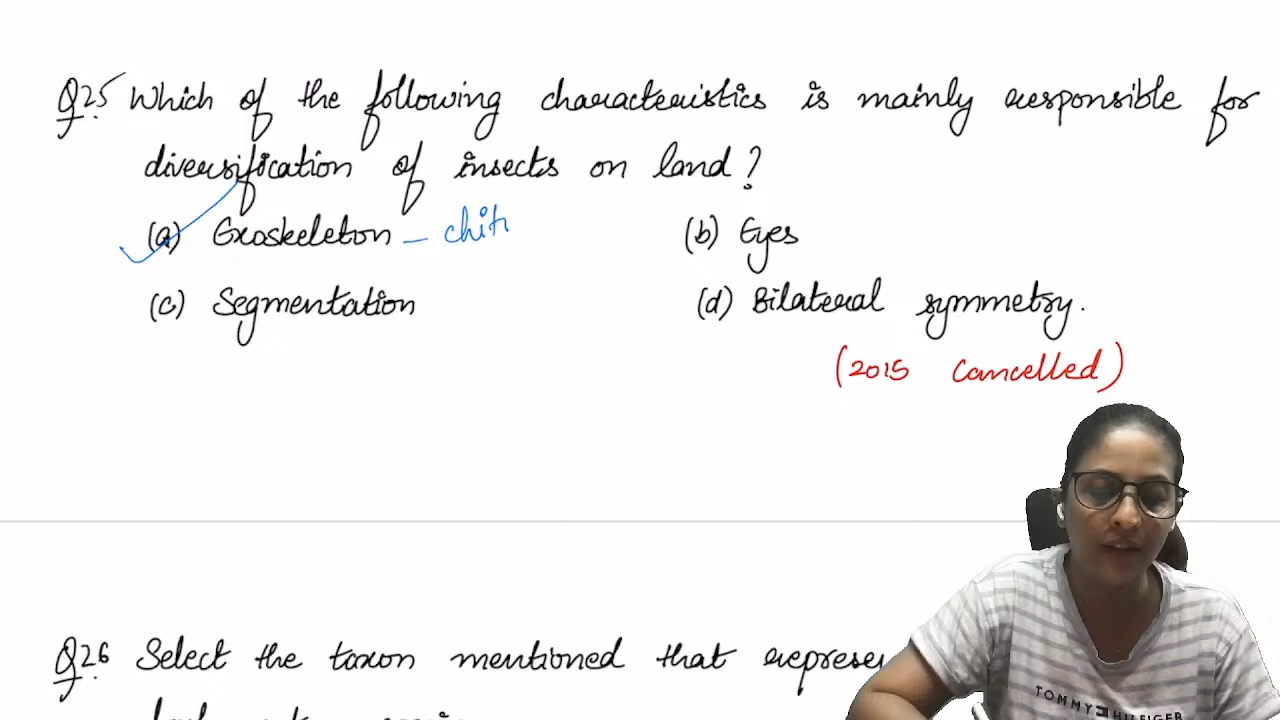 Q25. Which of the following characteristics is mainly responsible for
diversification of insects on land?
(a) Exoskeleton – chiti
(b) Eyes
(c) Segmentation
(d) Bilateral symmetry.
(2015 Cancelled)
Q26. Select the taxon mentioned that represe
TOMMY HILFIGER